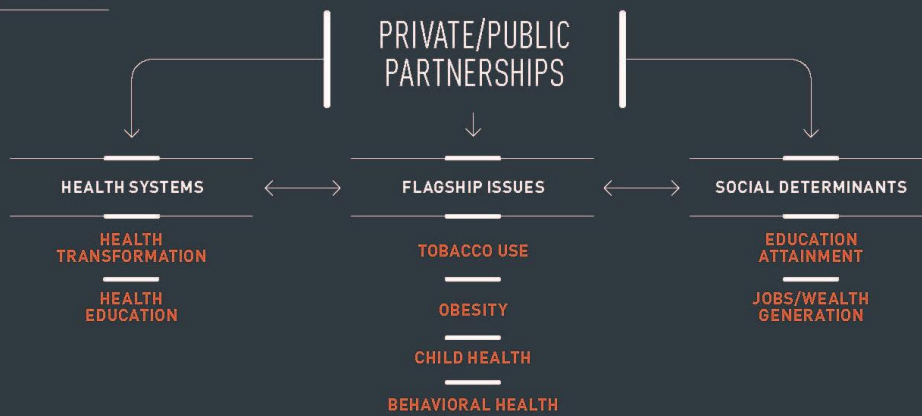 PRIVATE/PUBLIC
PARTNERSHIPS
HEALTH SYSTEMS
HEALTH
TRANSFORMATION
HEALTH
EDUCATION
FLAGSHIP ISSUES
TOBACCO USE
OBESITY
CHILD HEALTH
BEHAVIORAL HEALTH
SOCIAL DETERMINANTS
EDUCATION
ATTAINMENT
JOBS/WEALTH
GENERATION